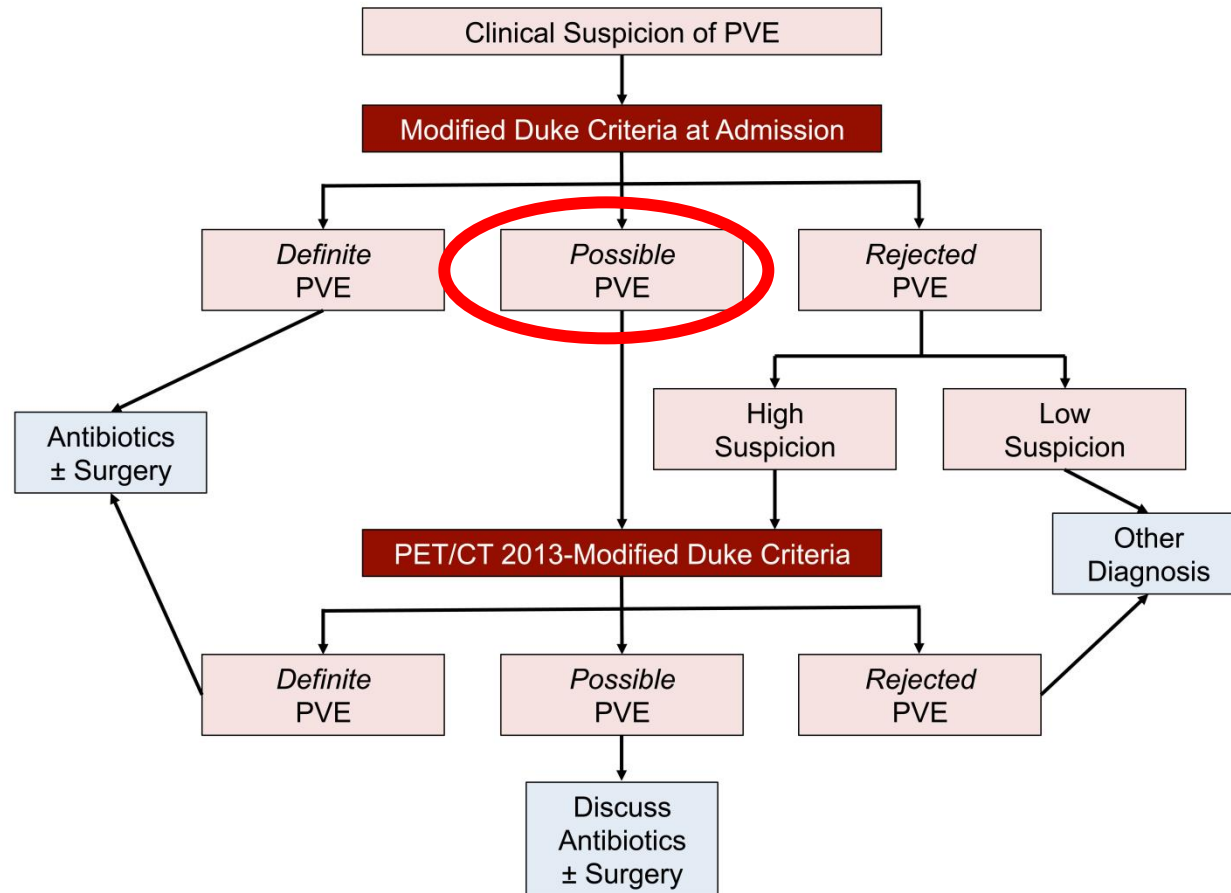 Clinical Suspicion of PVE
Modified Duke Criteria at Admission
Definite
PVE
Possible
PVE
Rejected
PVE
High
Suspicion
Low
Suspicion
Antibiotics
± Surgery
PET/CT 2013-Modified Duke Criteria
Other
Diagnosis
Definite
PVE
Possible
PVE
Rejected
PVE
Discuss
Antibiotics
± Surgery